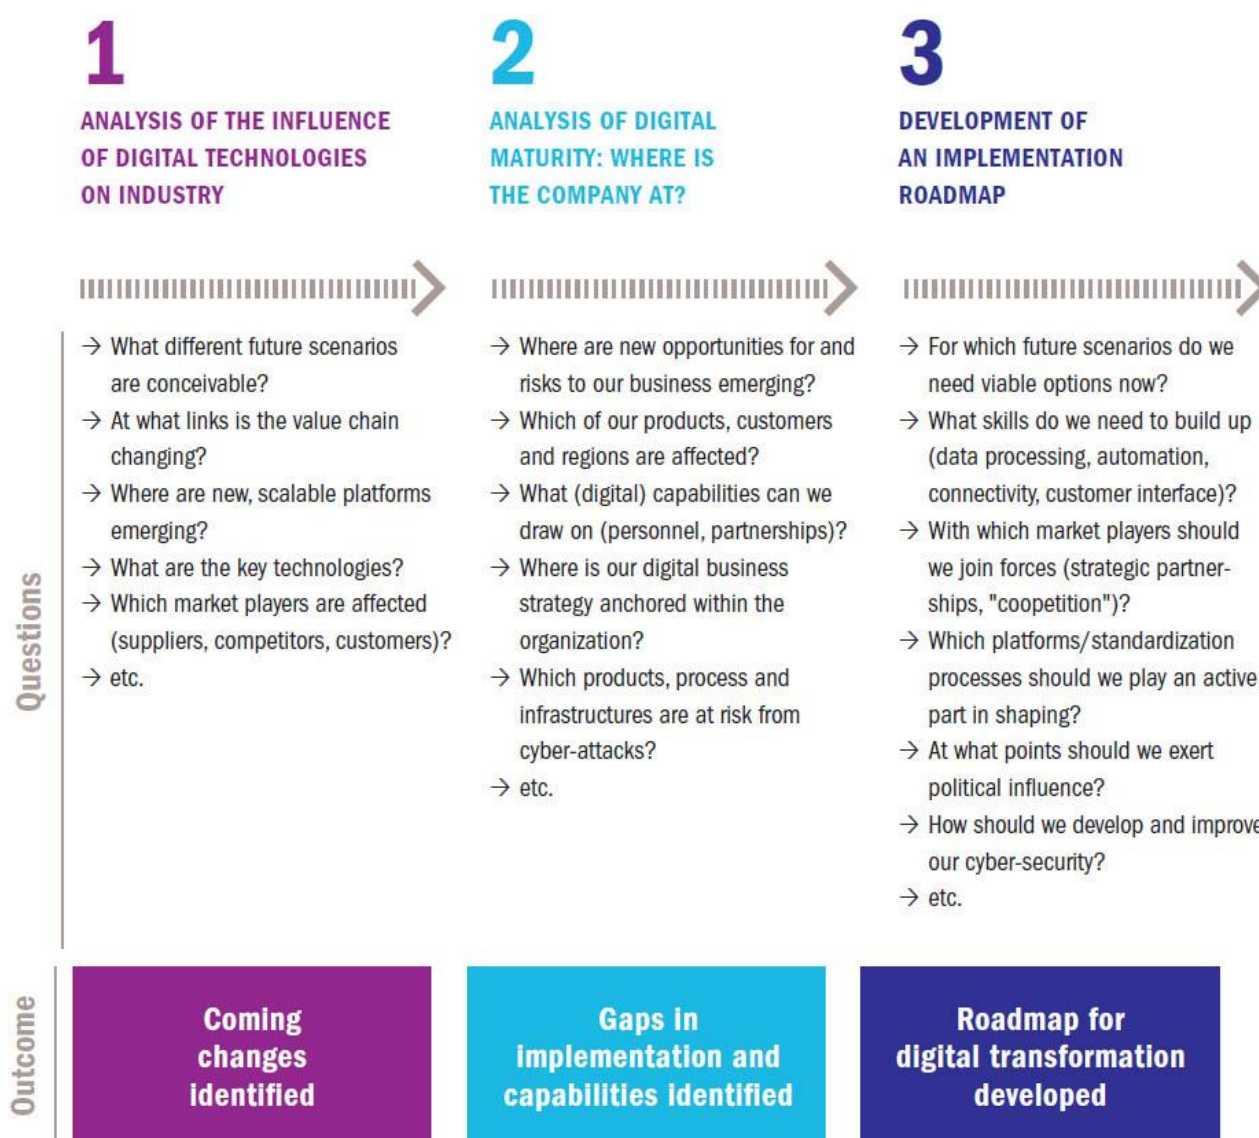 1
ANALYSIS OF THE INFLUENCE
OF DIGITAL TECHNOLOGIES
ON INDUSTRY
2
ANALYSIS OF DIGITAL
MATURITY: WHERE IS
THE COMPANY AT?
3
DEVELOPMENT OF
AN IMPLEMENTATION
ROADMAP
Questions
→ What different future scenarios
are conceivable?
→ At what links is the value chain
changing?
→ Where are new, scalable platforms
emerging?
→ What are the key technologies?
→ Which market players are affected
(suppliers, competitors, customers)?
→ etc.
→ Where are new opportunities for and
risks to our business emerging?
→ Which of our products, customers
and regions are affected?
→ What (digital) capabilities can we
draw on (personnel, partnerships)?
→ Where is our digital business
strategy anchored within the
organization?
→ Which products, process and
infrastructures are at risk from
cyber-attacks?
→ etc.
→ For which future scenarios do we
need viable options now?
→ What skills do we need to build up
(data processing, automation,
connectivity, customer interface)?
→ With which market players should
we join forces (strategic partner-
ships, "coopetition")?
→ Which platforms/standardization
processes should we play an active
part in shaping?
→ At what points should we exert
political influence?
→ How should we develop and improve
our cyber-security?
→ etc.
Outcome
Coming
changes
identified
Gaps in
implementation and
capabilities identified
Roadmap for
digital transformation
developed